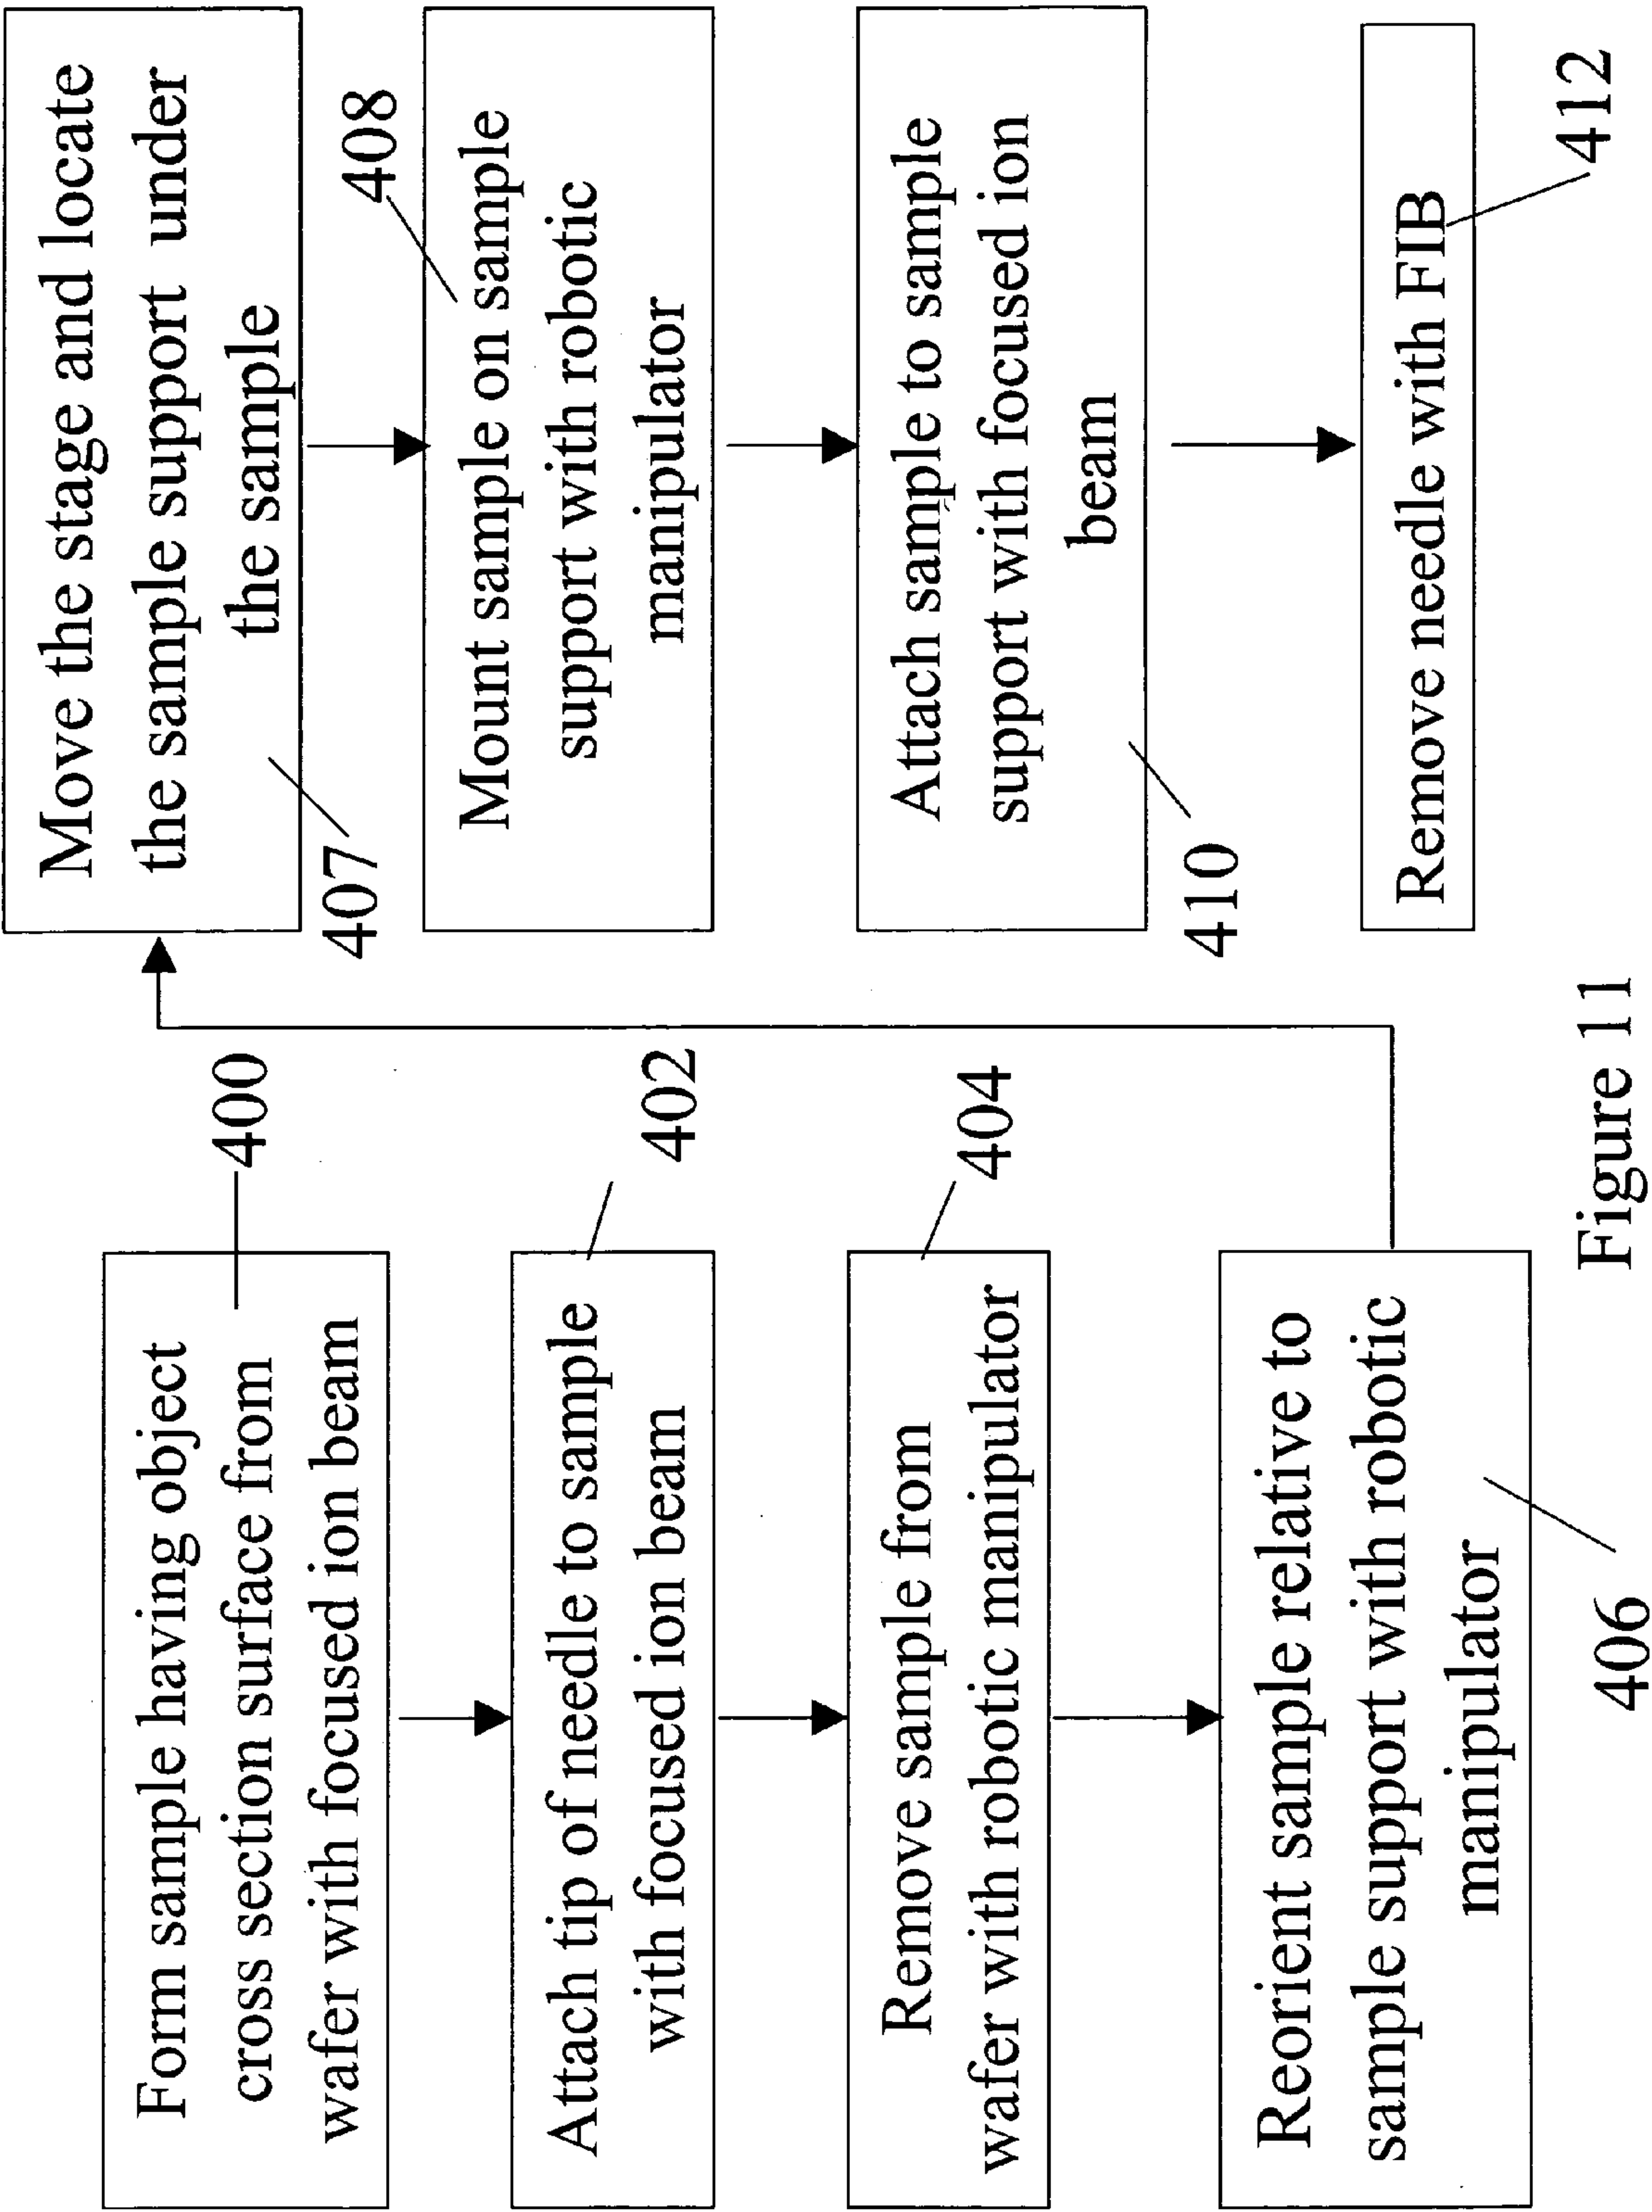 Form sample having object
cross section surface from
wafer with focused ion beam
400
Attach tip of needle to sample
with focused ion beam
402
Remove sample from
wafer with robotic manipulator
404
Reorient sample relative to
sample support with robotic
manipulator
406
Move the stage and locate
the sample support under
the sample
407
Mount sample on sample
support with robotic
manipulator
408
Attach sample to sample
support with focused ion
beam
410
Remove needle with FIB
412
Figure 11